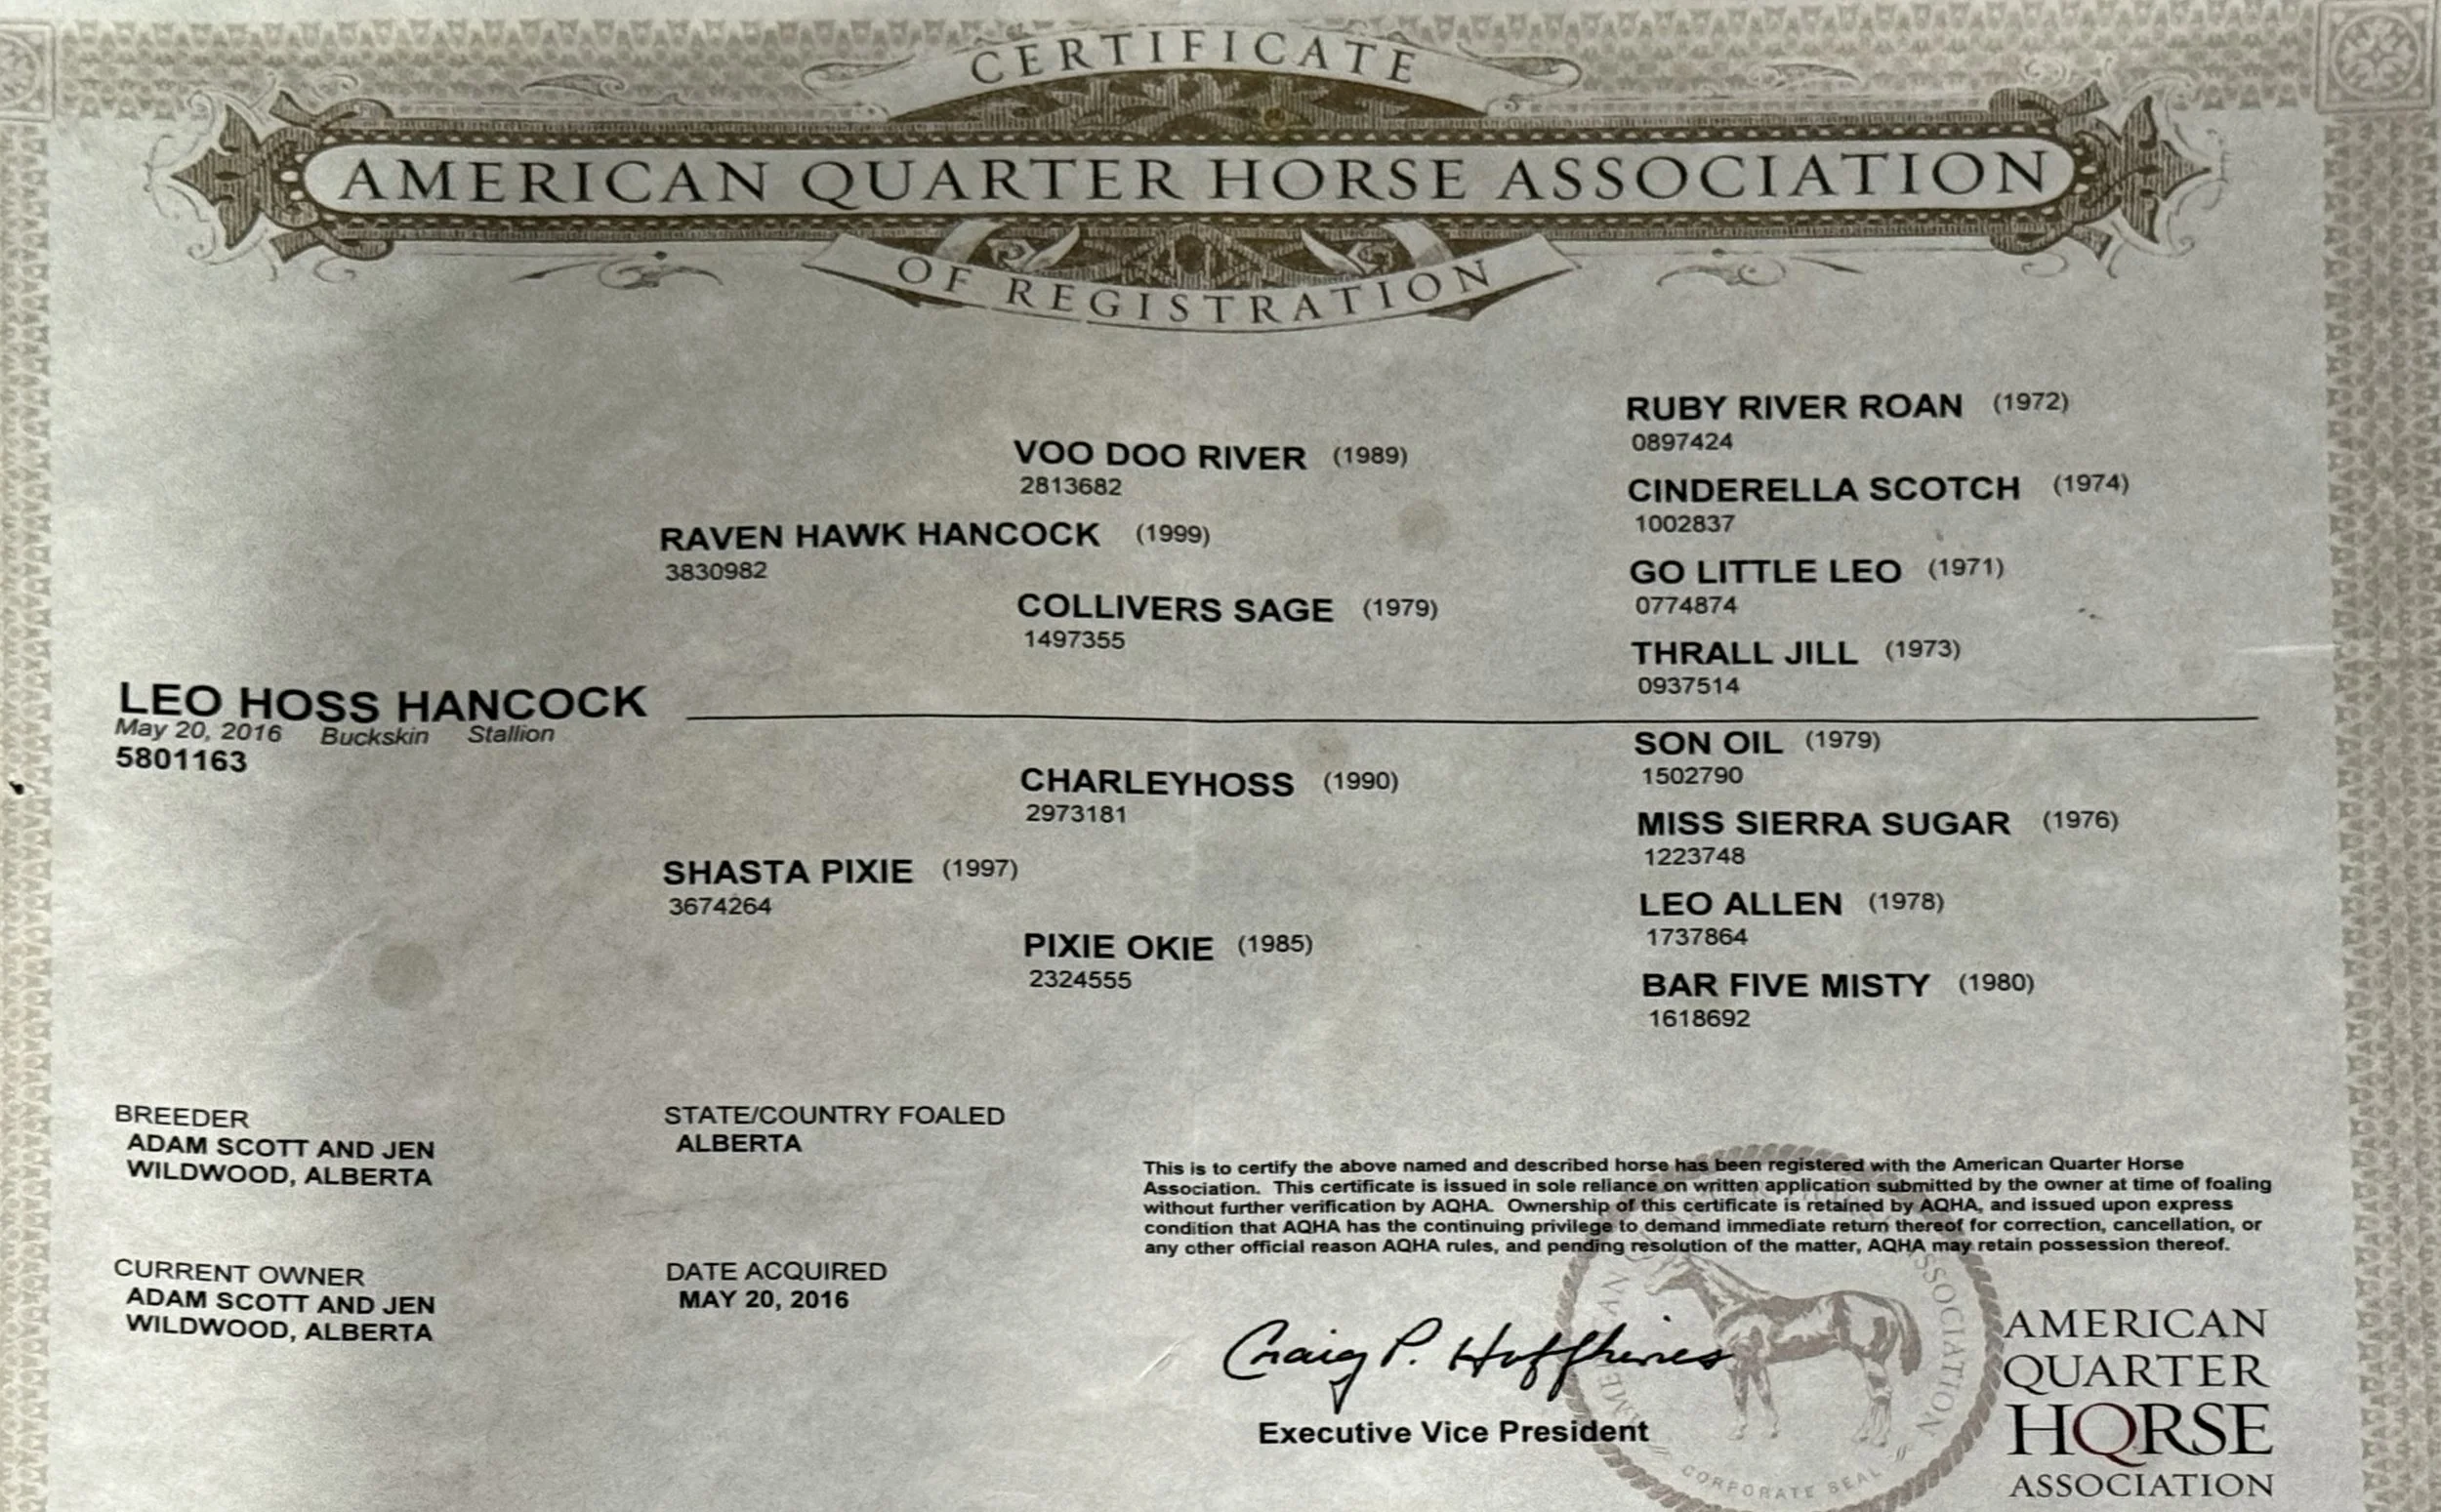 CERTIFICATE
AMERICAN QUARTER HORSE ASSOCIATION
OF REGISTRATION
RUBY RIVER ROAN (1972)
0897424
VOO DOO RIVER (1989)
2813682
CINDERELLA SCOTCH (1974)
1002837
RAVEN HAWK HANCOCK (1999)
3830982
GO LITTLE LEO (1971)
0774874
COLLIVERS SAGE (1979)
1497355
THRALL JILL (1973)
0937514
LEO HOSS HANCOCK
May 20, 2016 Buckskin Stallion
5801163
SON OIL (1979)
1502790
CHARLEYHOSS (1990)
2973181
MISS SIERRA SUGAR (1976)
1223748
SHASTA PIXIE (1997)
3674264
LEO ALLEN (1978)
1737864
PIXIE OKIE (1985)
2324555
BAR FIVE MISTY (1980)
1618692
BREEDER
ADAM SCOTT AND JEN
WILDWOOD, ALBERTA
STATE/COUNTRY FOALED
ALBERTA
CURRENT OWNER
ADAM SCOTT AND JEN
WILDWOOD, ALBERTA
DATE ACQUIRED
MAY 20, 2016
This is to certify the above named and described horse has been registered with the American Quarter Horse
Association. This certificate is issued in sole reliance on written application submitted by the owner at time of foaling
without further verification by AQHA. Ownership of this certificate is retained by AQHA, and issued upon express
condition that AQHA has the continuing privilege to demand immediate return thereof for correction, cancellation, or
any other official reason AQHA rules, and pending resolution of the matter, AQHA may retain possession thereof.
Craig P. Huffhines
Executive Vice President
ASSOCIATION
CORPORATE SEAL
AMERICAN
QUARTER
HORSE
ASSOCIATION